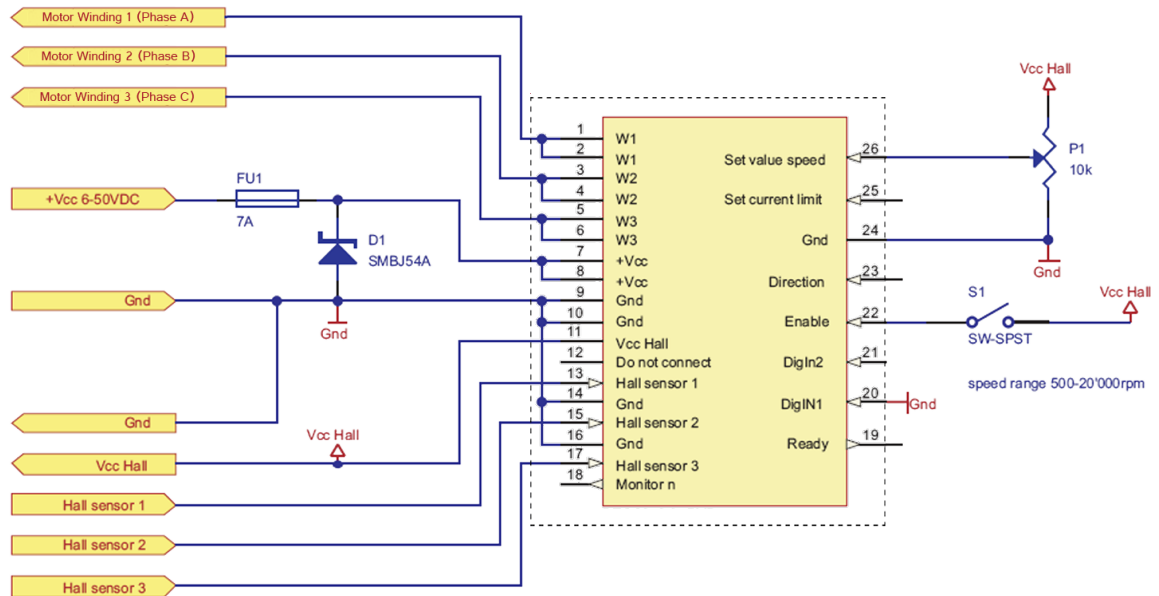 Motor Winding 1 (Phase A)
Motor Winding 2 (Phase B)
Motor Winding 3 (Phase C)
+Vcc 6-50VDC
FU1
7A
D1
SMBJ54A
Gnd
Gnd
Gnd
Vcc Hall
Vcc Hall
Hall sensor 1
Hall sensor 2
Hall sensor 3
1 W1
2 W1
3 W2
4 W2
5 W3
6 W3
7 +Vcc
8 +Vcc
9 Gnd
10 Gnd
11 Vcc Hall
12 Do not connect
13 Hall sensor 1
14 Gnd
15 Hall sensor 2
16 Gnd
17 Hall sensor 3
18 Monitor n
Set value speed 26
Set current limit 25
Gnd 24
Direction 23
Enable 22
DigIn2 21
DigIN1 20
Ready 19
Vcc Hall
P1
10k
Gnd
S1
SW-SPST
Vcc Hall
speed range 500-20'000rpm
Gnd